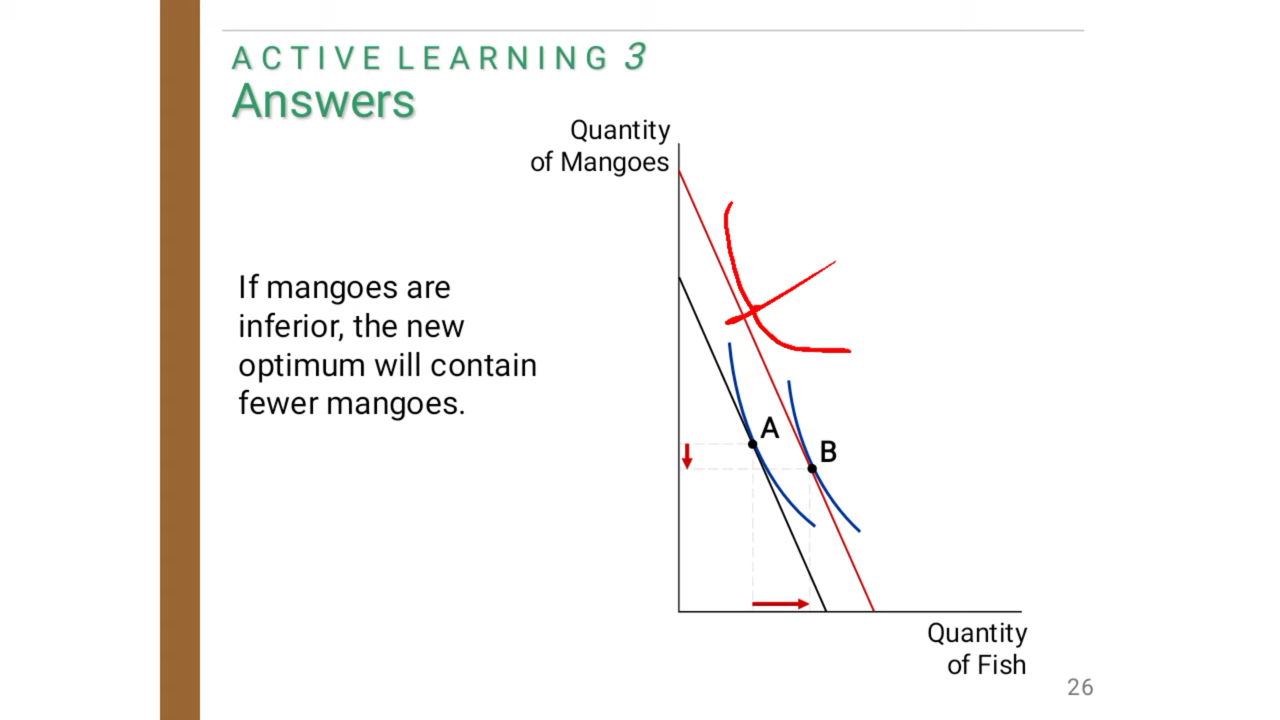 ACTIVE LEARNING 3
Answers
Quantity
of Mangoes
If mangoes are
inferior, the new
optimum will contain
fewer mangoes.
A
B
Quantity
of Fish
26